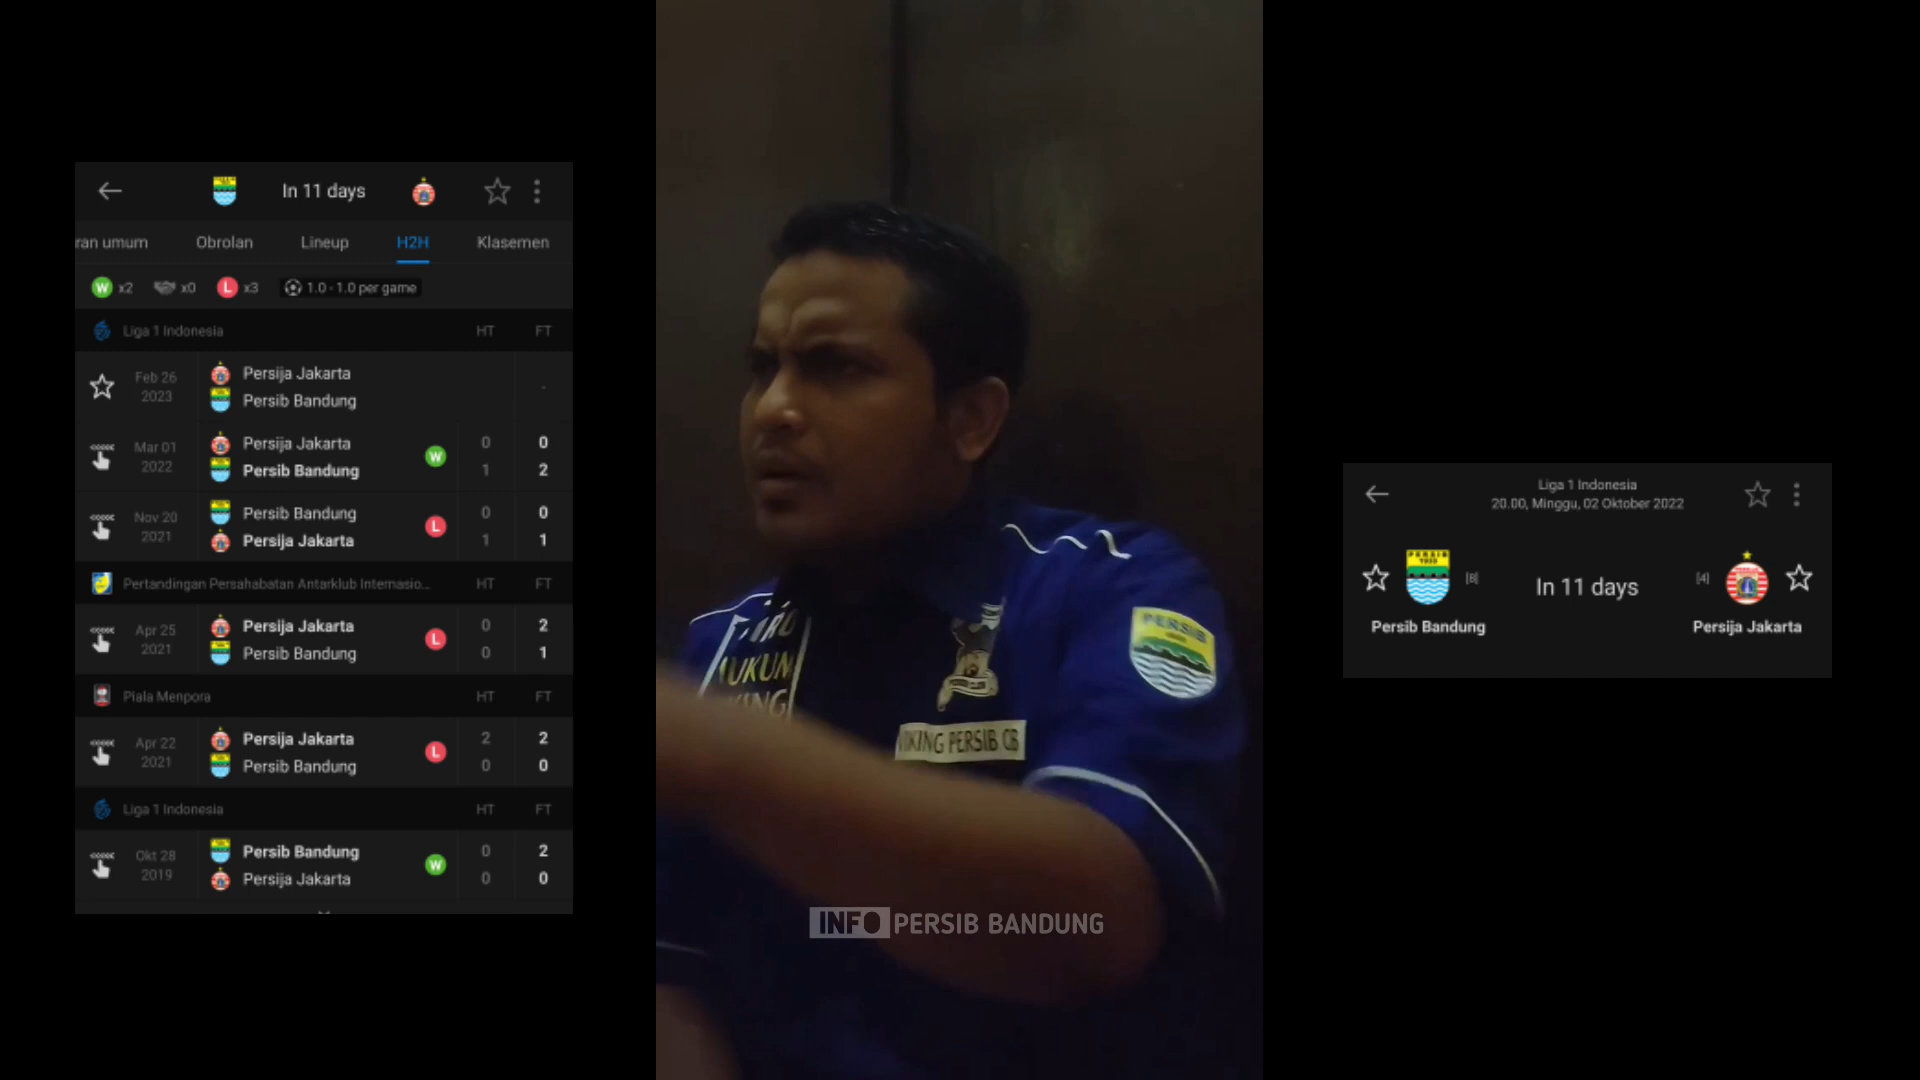 In 11 days
ran umum Obrolan Lineup H2H Klasemen
W x2 x0 L x3 1.0 - 1.0 per game
Liga 1 Indonesia HT FT
Feb 26 2023
Persija Jakarta -
Persib Bandung
Mar 01 2022
Persija Jakarta 0 0
Persib Bandung W 1 2
Nov 20 2021
Persib Bandung 0 0
Persija Jakarta L 1 1
Pertandingan Persahabatan Antarklub Internasio... HT FT
Apr 25 2021
Persija Jakarta 0 2
Persib Bandung L 0 1
Piala Menpora HT FT
Apr 22 2021
Persija Jakarta 2 2
Persib Bandung L 0 0
Liga 1 Indonesia HT FT
Okt 28 2019
Persib Bandung 0 2
Persija Jakarta W 0 0
UKUM
PERSIB
VIKING PERSIB
INFO PERSIB BANDUNG
Liga 1 Indonesia
20.00, Minggu, 02 Oktober 2022
PERSIB
1933
[8] In 11 days [4]
Persib Bandung Persija Jakarta